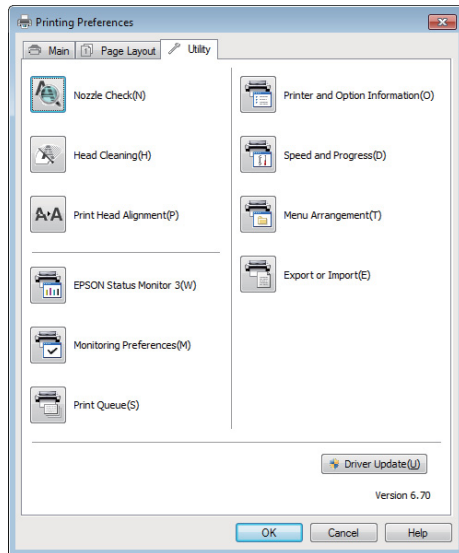 Printing Preferences
Main
Page Layout
Utility
Nozzle Check(N)
Head Cleaning(H)
A A
Print Head Alignment(P)
EPSON Status Monitor 3(W)
Monitoring Preferences(M)
Print Queue(S)
Printer and Option Information(O)
Speed and Progress(D)
Menu Arrangement(T)
Export or Import(E)
Driver Update(U)
Version 6.70
OK
Cancel
Help